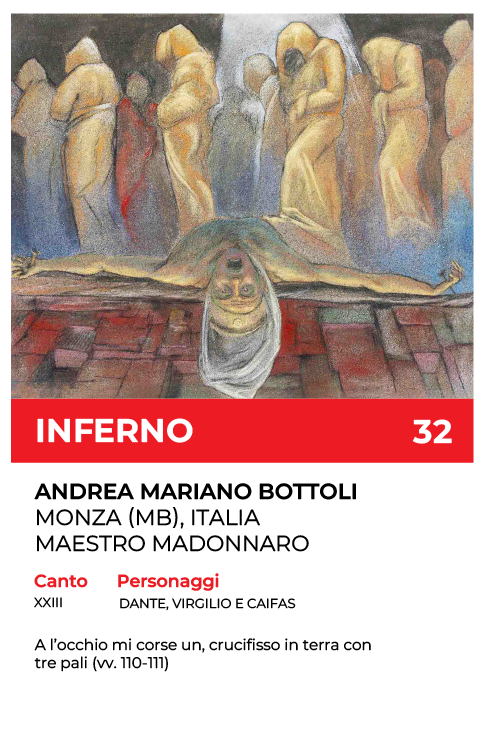 INFERNO 32
ANDREA MARIANO BOTTOLI
MONZA (MB), ITALIA
MAESTRO MADONNARO
Canto Personaggi
XXIII DANTE, VIRGILIO E CAIFAS
A l’occhio mi corse un, crucifisso in terra con
tre pali (vv. 110-111)